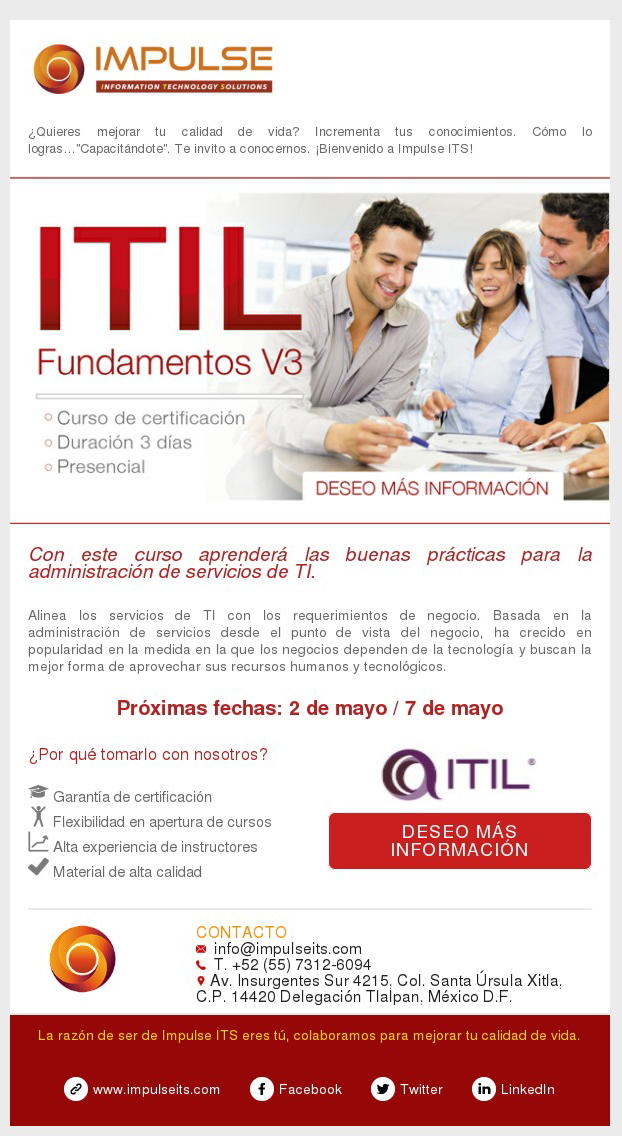 IMPULSE
INFORMATION TECHNOLOGY SOLUTIONS
¿Quieres mejorar tu calidad de vida? Incrementa tus conocimientos. Cómo lo
logras..."Capacitándote". Te invito a conocernos. ¡Bienvenido a Impulse ITS!
ITIL
Fundamentos V3
Curso de certificación
Duración 3 días
Presencial
DESEO MÁS INFORMACIÓN
Con este curso aprenderá las buenas prácticas para la
administración de servicios de TI.
Alinea los servicios de TI con los requerimientos de negocio. Basada en la
administración de servicios desde el punto de vista del negocio, ha crecido en
popularidad en la medida en la que los negocios dependen de la tecnología y buscan la
mejor forma de aprovechar sus recursos humanos y tecnológicos.
Próximas fechas: 2 de mayo / 7 de mayo
¿Por qué tomarlo con nosotros?
Garantía de certificación
Flexibilidad en apertura de cursos
Alta experiencia de instructores
Material de alta calidad
ITIL®
DESEO MÁS
INFORMACIÓN
CONTACTO
info@impulseits.com
T. +52 (55) 7312-6094
Av. Insurgentes Sur 4215. Col. Santa Úrsula Xitla,
C.P. 14420 Delegación Tlalpan, México D.F.
La razón de ser de Impulse ITS eres tú, colaboramos para mejorar tu calidad de vida.
www.impulseits.com Facebook Twitter LinkedIn